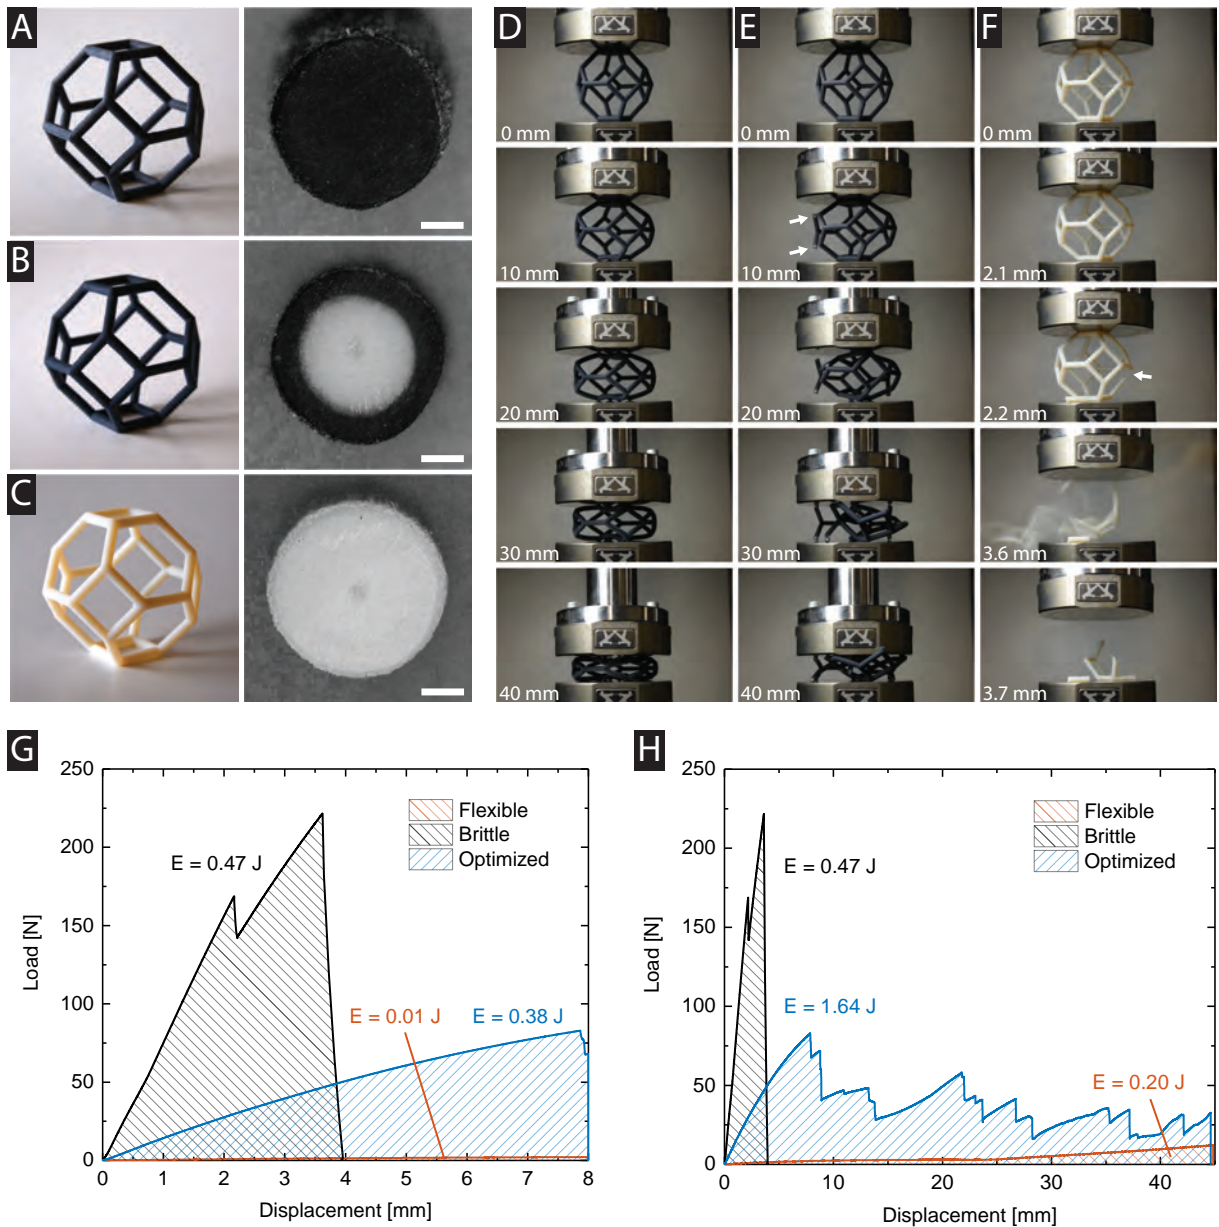 A
B
C
D
E
F
0 mm
0 mm
0 mm
10 mm
10 mm
2.1 mm
20 mm
20 mm
2.2 mm
30 mm
30 mm
3.6 mm
40 mm
40 mm
3.7 mm
G
250
200
150
100
50
0
Load [N]
0 1 2 3 4 5 6 7 8
Displacement [mm]
Flexible
Brittle
Optimized
E = 0.47 J
E = 0.01 J
E = 0.38 J
H
250
200
150
100
50
0
Load [N]
0 10 20 30 40
Displacement [mm]
Flexible
Brittle
Optimized
E = 0.47 J
E = 1.64 J
E = 0.20 J